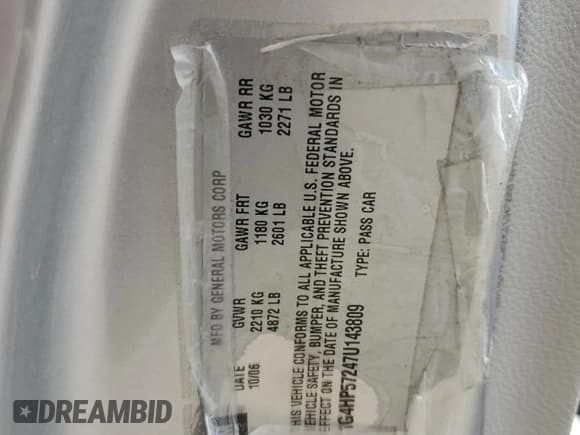 MFD BY GENERAL MOTORS CORP
DATE GVWR GAWR FRT GAWR RR
10/06 2210 KG 1180 KG 1030 KG
4872 LB 2601 LB 2271 LB
THIS VEHICLE CONFORMS TO ALL APPLICABLE U.S. FEDERAL MOTOR
VEHICLE SAFETY, BUMPER, AND THEFT PREVENTION STANDARDS IN
EFFECT ON THE DATE OF MANUFACTURE SHOWN ABOVE.
1G4HP57247U143809 TYPE: PASS CAR
DREAMBID